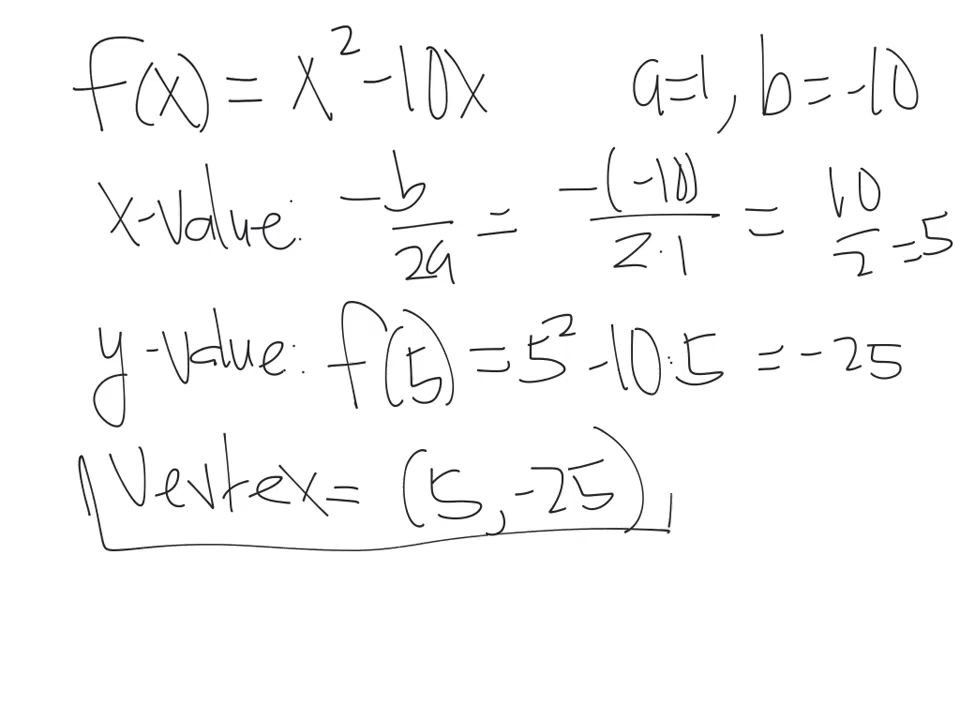 f(x) = x² - 10x a=1, b=-10
x-value: -b/2a = -(-10)/2·1 = 10/2 = 5
y-value: f(5) = 5² - 10·5 = -25
Vertex = (5, -25)